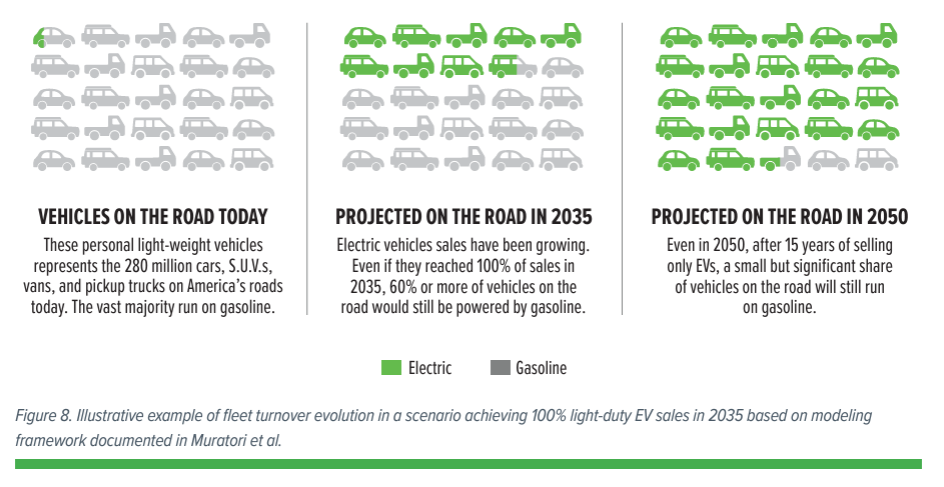 VEHICLES ON THE ROAD TODAY
These personal light-weight vehicles
represents the 280 million cars, S.U.V.s,
vans, and pickup trucks on America's roads
today. The vast majority run on gasoline.
PROJECTED ON THE ROAD IN 2035
Electric vehicles sales have been growing.
Even if they reached 100% of sales in
2035, 60% or more of vehicles on the
road would still be powered by gasoline.
PROJECTED ON THE ROAD IN 2050
Even in 2050, after 15 years of selling
only EVs, a small but significant share
of vehicles on the road will still run
on gasoline.
Electric
Gasoline
Figure 8. Illustrative example of fleet turnover evolution in a scenario achieving 100% light-duty EV sales in 2035 based on modeling
framework documented in Muratori et al.